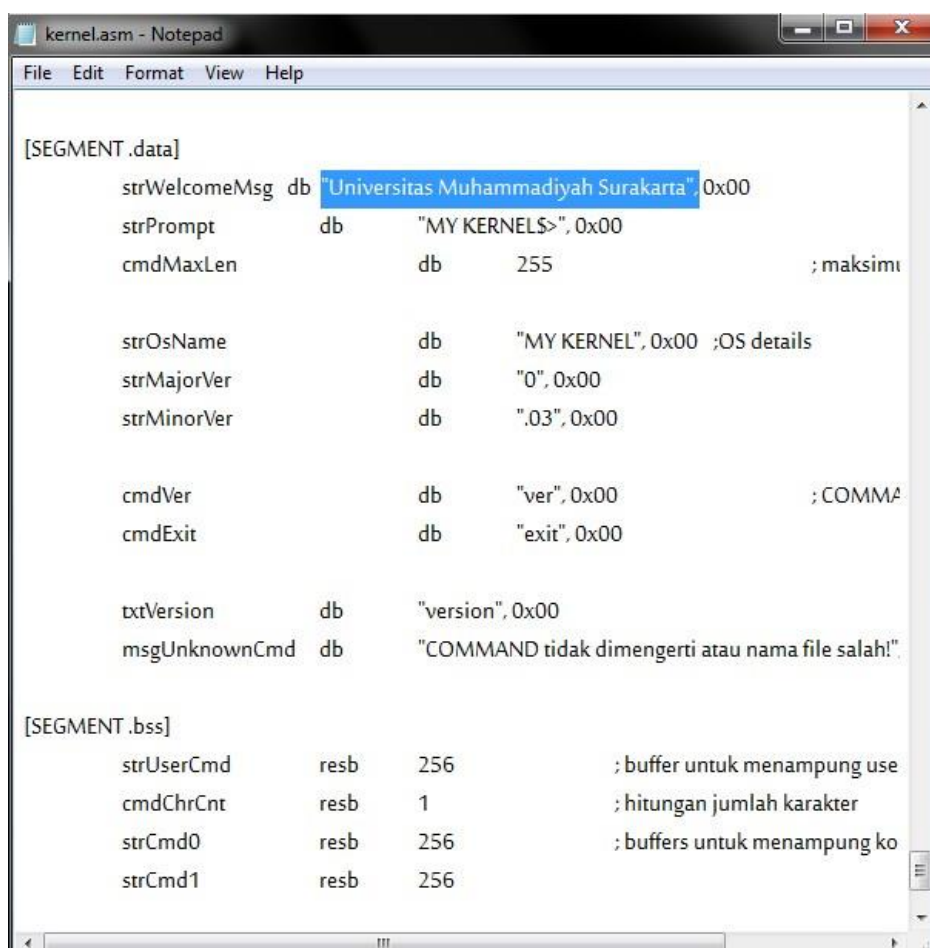 kernel.asm - Notepad
File Edit Format View Help
[SEGMENT .data]
strWelcomeMsg db "Universitas Muhammadiyah Surakarta", 0x00
strPrompt db "MY KERNEL$>", 0x00
cmdMaxLen db 255 ; maksimu
strOsName db "MY KERNEL", 0x00 ;OS details
strMajorVer db "0", 0x00
strMinorVer db ".03", 0x00
cmdVer db "ver", 0x00 ; COMMA
cmdExit db "exit", 0x00
txtVersion db "version", 0x00
msgUnknownCmd db "COMMAND tidak dimengerti atau nama file salah!",
[SEGMENT .bss]
strUserCmd resb 256 ; buffer untuk menampung use
cmdChrCnt resb 1 ; hitungan jumlah karakter
strCmd0 resb 256 ; buffers untuk menampung ko
strCmd1 resb 256